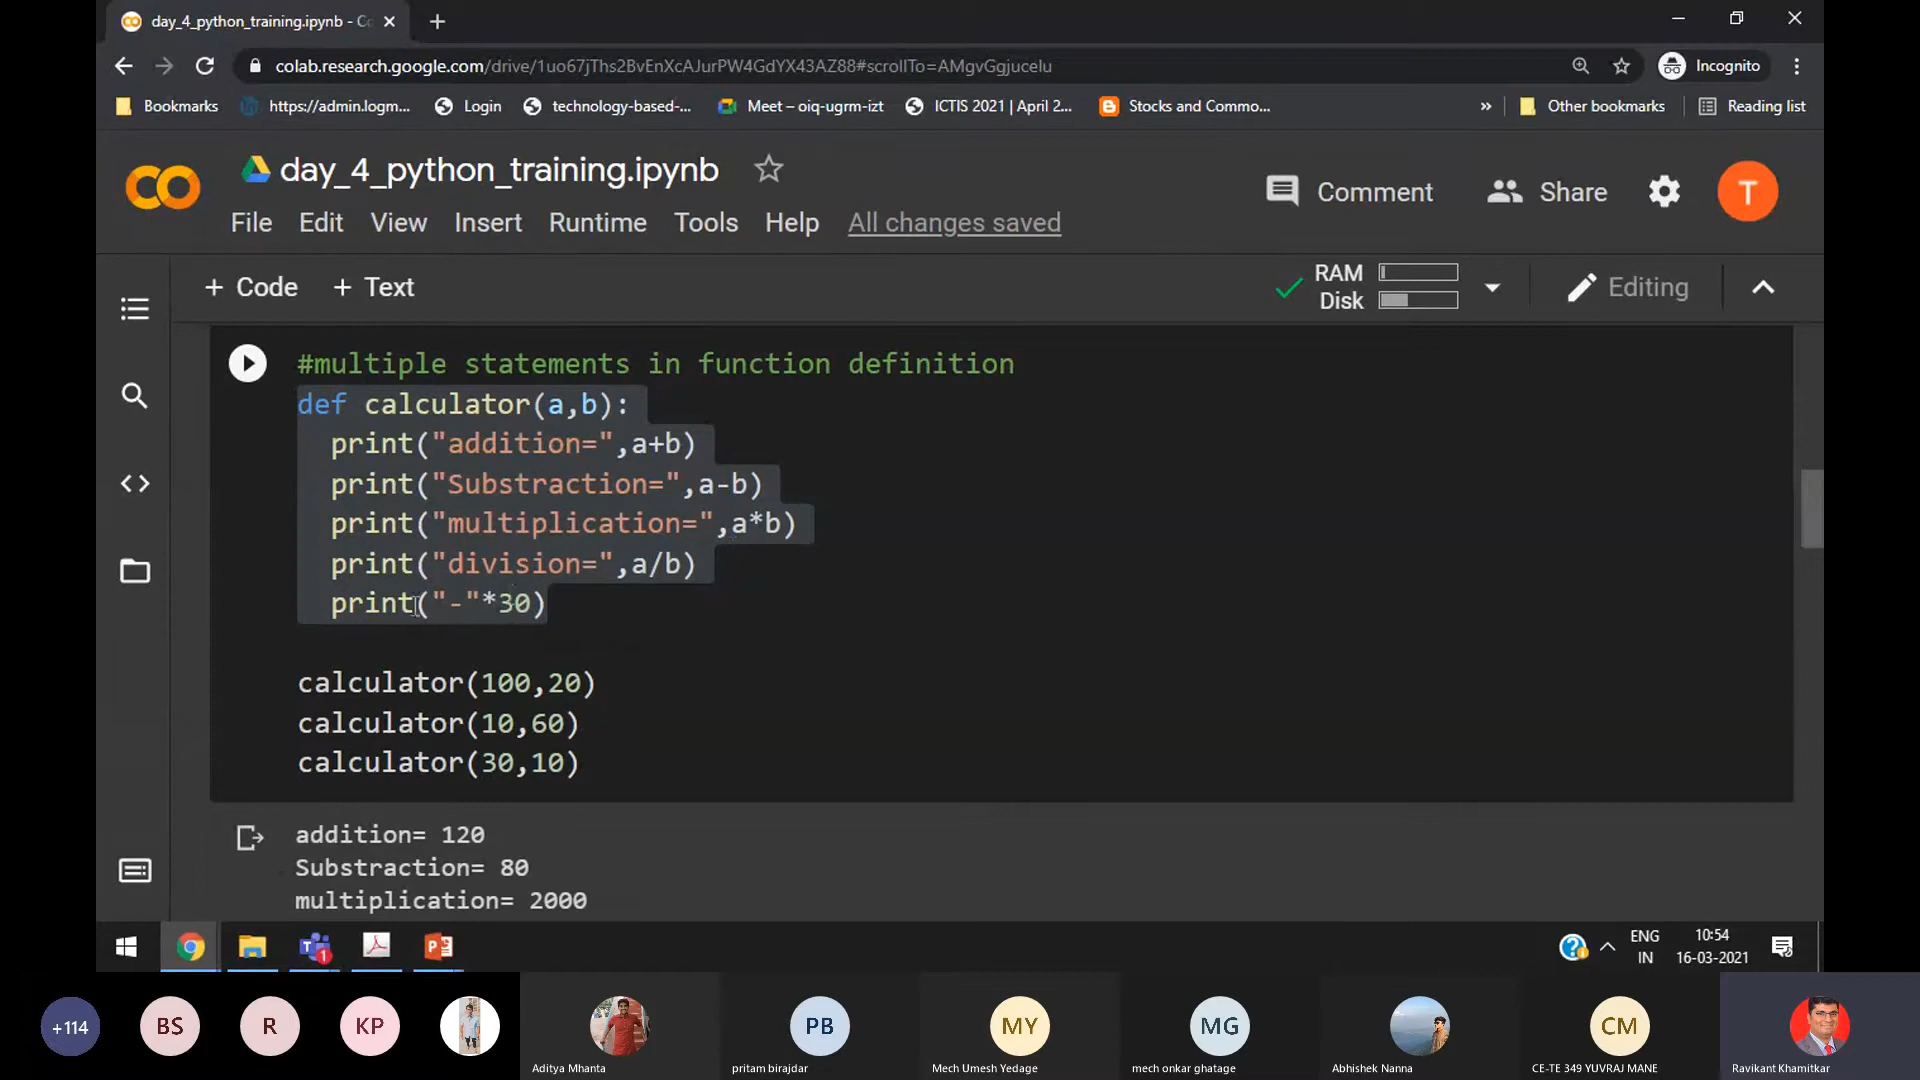 day_4_python_training.ipynb - Co
colab.research.google.com/drive/1uo67jThs2BvEnXcAJurPW4GdYX43AZ88#scrollTo=AMgvGgjucelu
Incognito
Bookmarks
https://admin.logm...
Login
technology-based-...
Meet – oiq-ugrm-izt
ICTIS 2021 | April 2...
Stocks and Commo...
»
Other bookmarks
Reading list
day_4_python_training.ipynb
Comment
Share
T
File Edit View Insert Runtime Tools Help All changes saved
+ Code + Text
RAM
Disk
Editing
#multiple statements in function definition
def calculator(a,b):
print("addition=",a+b)
print("Substraction=",a-b)
print("multiplication=",a*b)
print("division=",a/b)
print("-"*30)
calculator(100,20)
calculator(10,60)
calculator(30,10)
addition= 120
Substraction= 80
multiplication= 2000
1
ENG
IN
10:54
16-03-2021
+114
BS
R
KP
PB
MY
MG
CM
Aditya Mhanta
pritam birajdar
Mech Umesh Yedage
mech onkar ghatage
Abhishek Nanna
CE-TE 349 YUVRAJ MANE
Ravikant Khamitkar